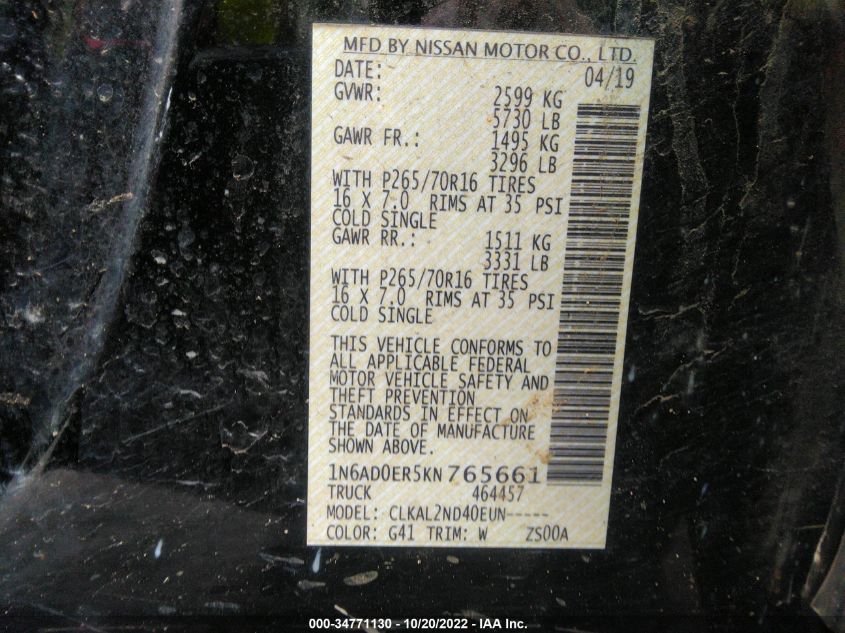 MFD BY NISSAN MOTOR CO., LTD.
DATE: 04/19
GVWR: 2599 KG
5730 LB
GAWR FR.: 1495 KG
3296 LB
WITH P265/70R16 TIRES
16 X 7.0 RIMS AT 35 PSI
COLD SINGLE
GAWR RR.: 1511 KG
3331 LB
WITH P265/70R16 TIRES
16 X 7.0 RIMS AT 35 PSI
COLD SINGLE
THIS VEHICLE CONFORMS TO
ALL APPLICABLE FEDERAL
MOTOR VEHICLE SAFETY AND
THEFT PREVENTION
STANDARDS IN EFFECT ON
THE DATE OF MANUFACTURE
SHOWN ABOVE.
1N6AD0ER5KN765661
TRUCK 464457
MODEL: CLKAL2ND40EUN-----
COLOR: G41 TRIM: W ZS00A
000-34771130 - 10/20/2022 - IAA Inc.